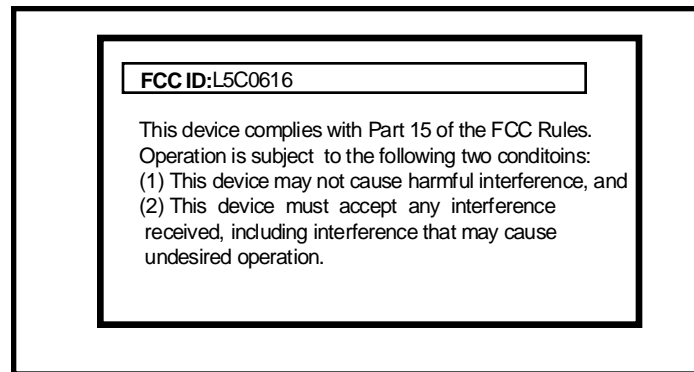 FCC ID:L5C0616
This device complies with Part 15 of the FCC Rules.
Operation is subject to the following two conditoins:
(1) This device may not cause harmful interference, and
(2) This device must accept any interference
received, including interference that may cause
undesired operation.